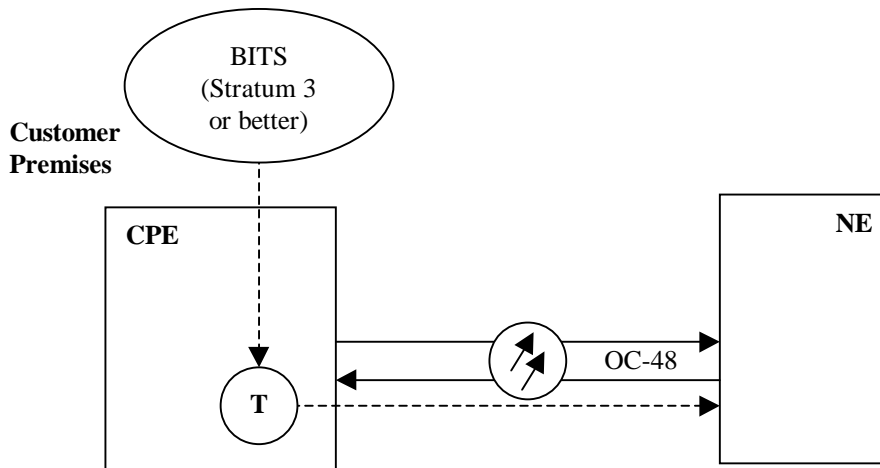 BITS
(Stratum 3
or better)
Customer
Premises
CPE
NE
OC-48
T